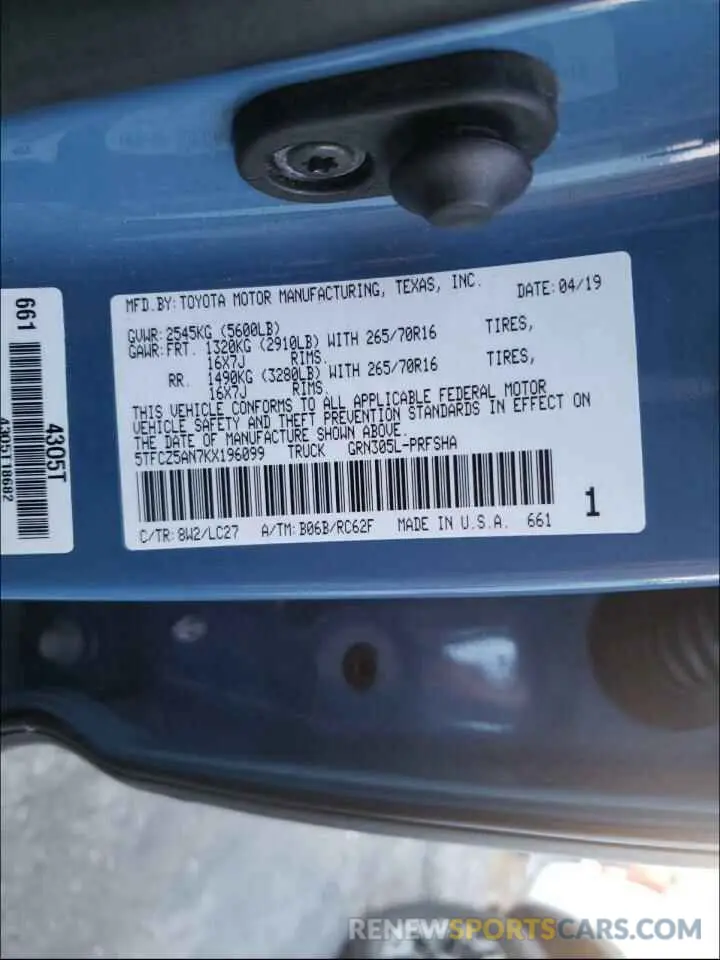 MFD.BY: TOYOTA MOTOR MANUFACTURING, TEXAS, INC. DATE: 04/19
GVWR: 2545KG (5600LB)
GAWR: FRT. 1320KG (2910LB) WITH 265/70R16 TIRES,
16X7J RIMS.
RR. 1490KG (3280LB) WITH 265/70R16 TIRES,
16X7J RIMS.
THIS VEHICLE CONFORMS TO ALL APPLICABLE FEDERAL MOTOR
VEHICLE SAFETY AND THEFT PREVENTION STANDARDS IN EFFECT ON
THE DATE OF MANUFACTURE SHOWN ABOVE.
5TFCZ5AN7KX196099 TRUCK GRN305L-PRFSHA
1
C/TR: 8W2/LC27 A/TM: B06B/RC62F MADE IN U.S.A. 661
661
4305T
4305T18682
RENEWSPORTSCARS.COM